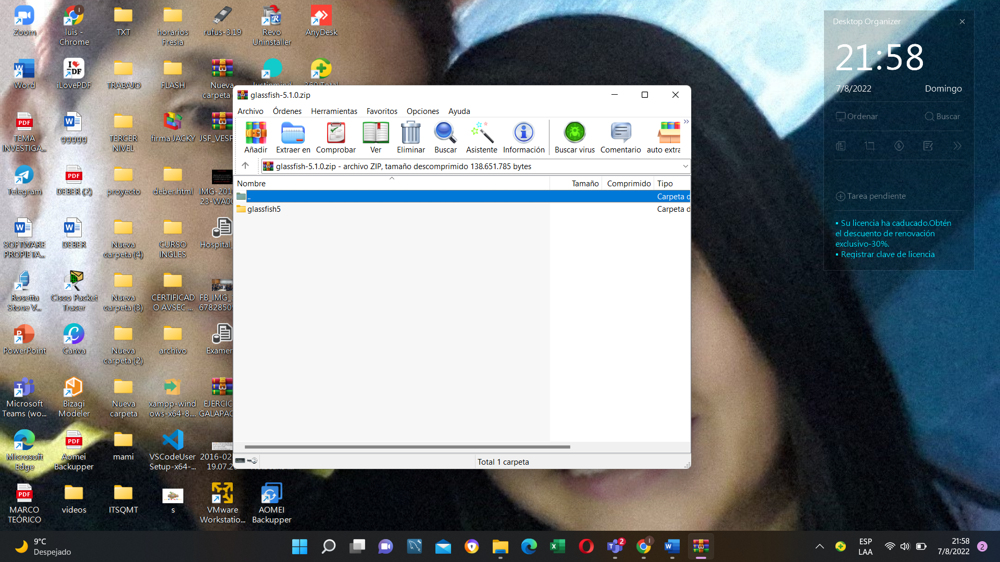 Zoom
luis -
Chrome
TXT
horarios
Fresia
rufus-3.19
Revo
Uninstaller
AnyDesk
Word
iLovePDF
TRABAJO
FLASH
Nueva
carpeta
Justinmind
360 Total
TEMA
INVESTIGA...
ggggg
TERCER
NIVEL
firma JACKY
JSF_VESP
Telegram
DEBER (2)
proyecto
deber.html
IMG-201
23-WA00
SOFTWARE
PROPIETA...
DEBER
Nueva
carpeta (4)
CURSO
INGLES
Hospital_
Rosetta
Stone V...
Cisco Packet
Tracer
Nueva
carpeta (3)
CERTIFICAD
O AVSEC ...
FB_IMG_
6782850
PowerPoint
Canva
Nueva
carpeta (2)
archivo
Examen
Microsoft
Teams (wo...
Bizagi
Modeler
Nueva
carpeta
xampp-wind
ows-x64-8....
EJERCIC
GALAPAG
Microsoft
Edge
Aomei
Backupper
mami
VSCodeUser
Setup-x64-...
2016-02
19.07.2
MARCO
TEÓRICO
videos
ITSQMT
s
VMware
Workstatio...
AOMEI
Backupper
glassfish-5.1.0.zip
Archivo Órdenes Herramientas Favoritos Opciones Ayuda
Añadir Extraer en Comprobar Ver Eliminar Buscar Asistente Información Buscar virus Comentario auto extra
glassfish-5.1.0.zip - archivo ZIP, tamaño descomprimido 138.651.785 bytes
Nombre Tamaño Comprimido Tipo
.. Carpeta d
glassfish5 Carpeta d
Total 1 carpeta
Desktop Organizer
21:58
7/8/2022 Domingo
Ordenar Buscar
Tarea pendiente
▪ Su licencia ha caducado.Obtén
el descuento de renovación
exclusivo-30%.
▪ Registrar clave de licencia
9°C
Despejado
2
ESP
LAA
21:58
7/8/2022
2